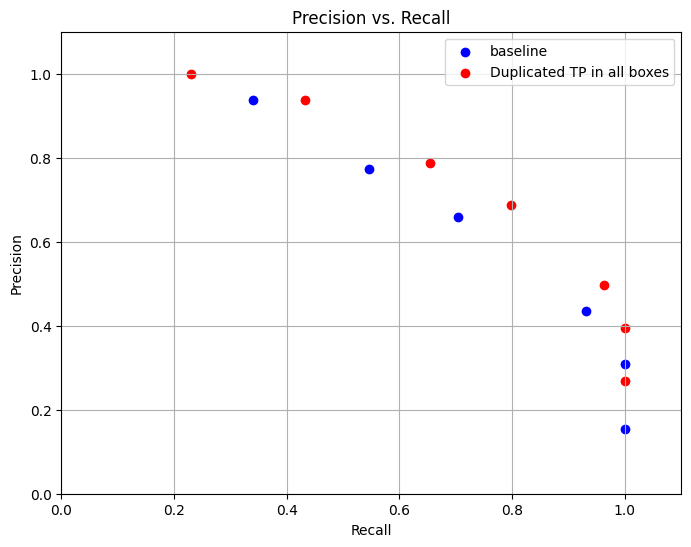 Precision vs. Recall
baseline
Duplicated TP in all boxes
1.0
0.8
0.6
0.4
0.2
0.0
Precision
0.0 0.2 0.4 0.6 0.8 1.0
Recall